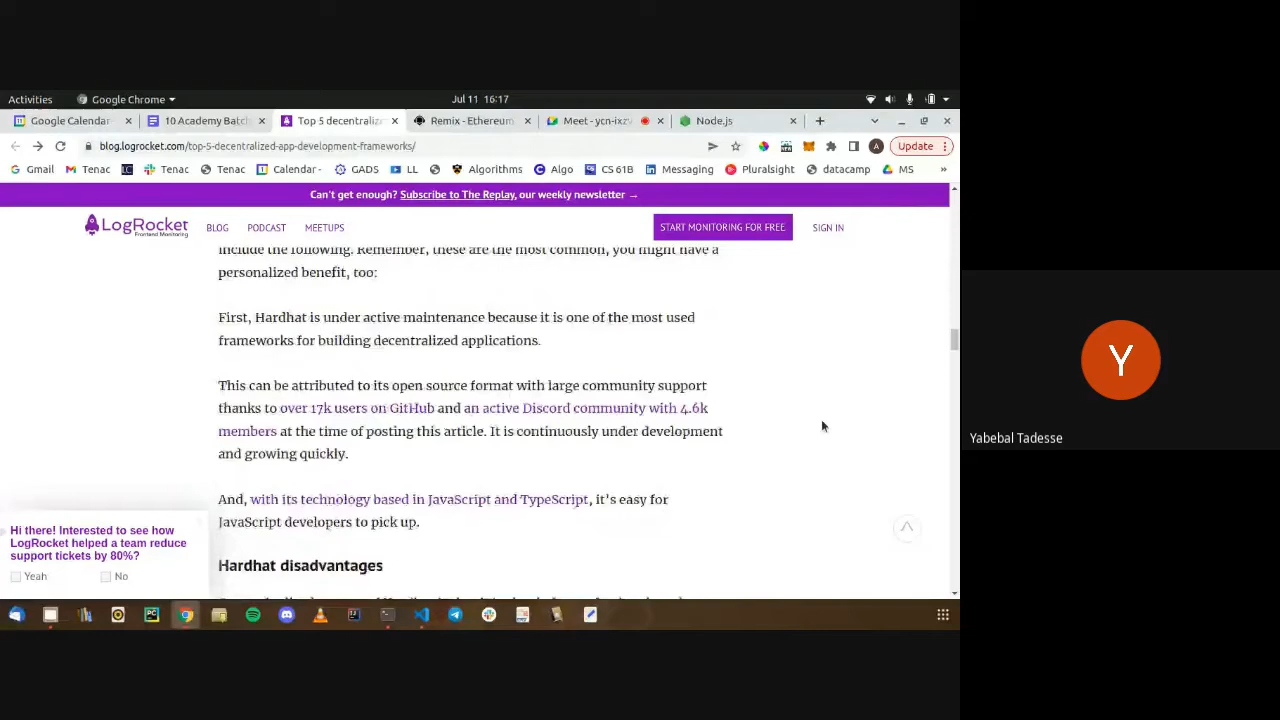 Activities
Google Chrome
Jul 11 16:17
Google Calendar
10 Academy Batch
Top 5 decentraliz
Remix - Ethereum
Meet - ycn-ixzv
Node.js
blog.logrocket.com/top-5-decentralized-app-development-frameworks/
A
Update
Gmail
Tenac
Tenac
Tenac
Calendar -
GADS
LL
Algorithms
Algo
CS 61B
Messaging
Pluralsight
datacamp
MS
»
Can't get enough? Subscribe to The Replay, our weekly newsletter →
LogRocket
Frontend Monitoring
BLOG
PODCAST
MEETUPS
START MONITORING FOR FREE
SIGN IN
include the following. Remember, these are the most common, you might have a
personalized benefit, too:
First, Hardhat is under active maintenance because it is one of the most used
frameworks for building decentralized applications.
This can be attributed to its open source format with large community support
thanks to over 17k users on GitHub and an active Discord community with 4.6k
members at the time of posting this article. It is continuously under development
and growing quickly.
And, with its technology based in JavaScript and TypeScript, it's easy for
JavaScript developers to pick up.
Hardhat disadvantages
Hi there! Interested to see how
LogRocket helped a team reduce
support tickets by 80%?
Yeah
No
Y
Yabebal Tadesse